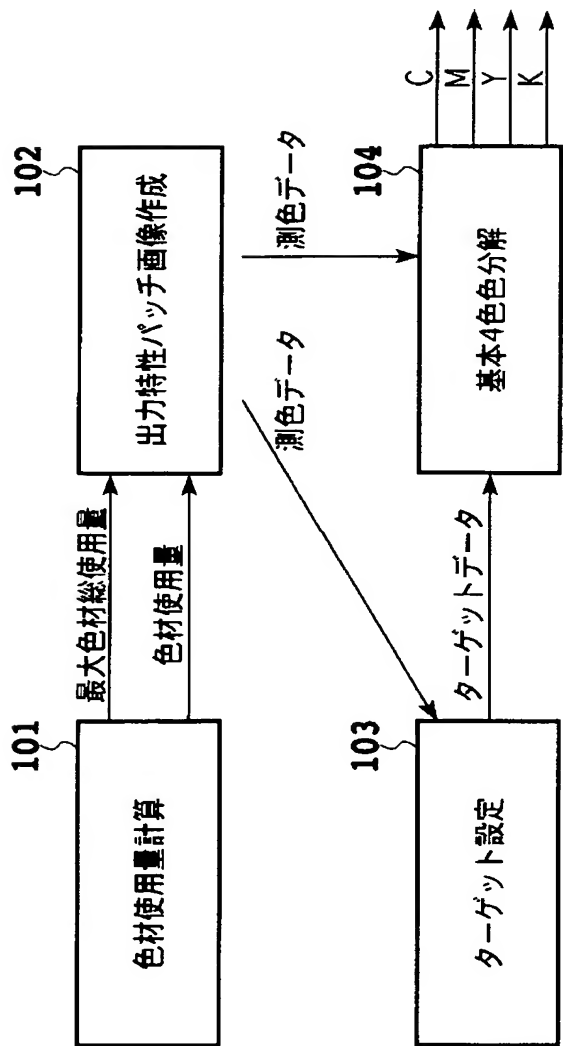 101
色材使用量計算
最大色材総使用量
色材使用量
102
出力特性パッチ画像作成
測色データ
測色データ
103
ターゲット設定
ターゲットデータ
104
基本4色色分解
C
M
Y
K